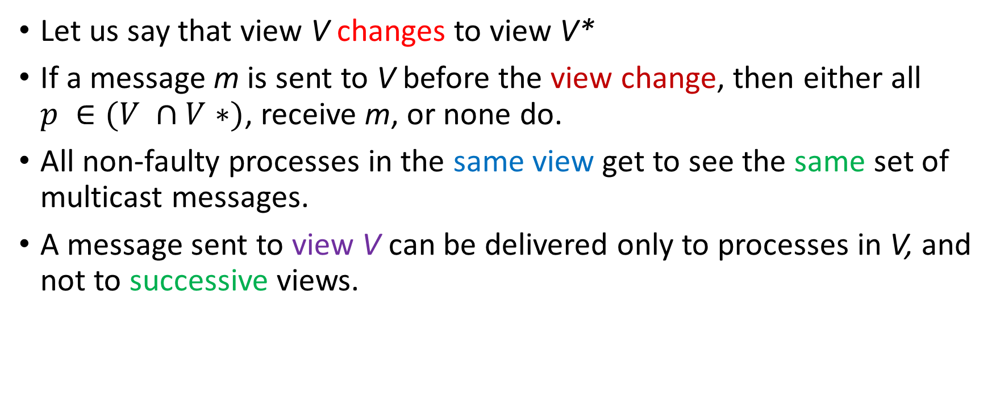 • Let us say that view V changes to view V*
• If a message m is sent to V before the view change, then either all
p ∈ (V ∩ V *), receive m, or none do.
• All non-faulty processes in the same view get to see the same set of
multicast messages.
• A message sent to view V can be delivered only to processes in V, and
not to successive views.